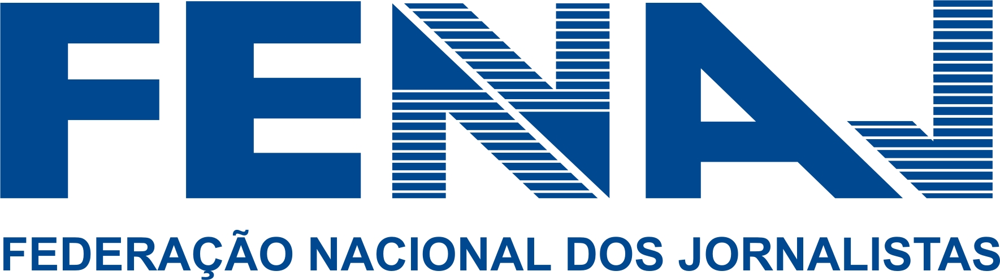 FENAJ
FEDERAÇÃO NACIONAL DOS JORNALISTAS